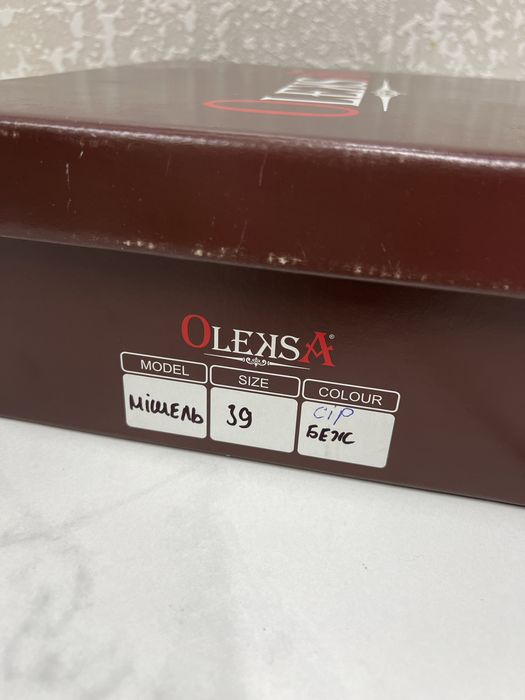 OLEKSA
OLEKSA®
MODEL SIZE COLOUR
мішель 39 сір
беж